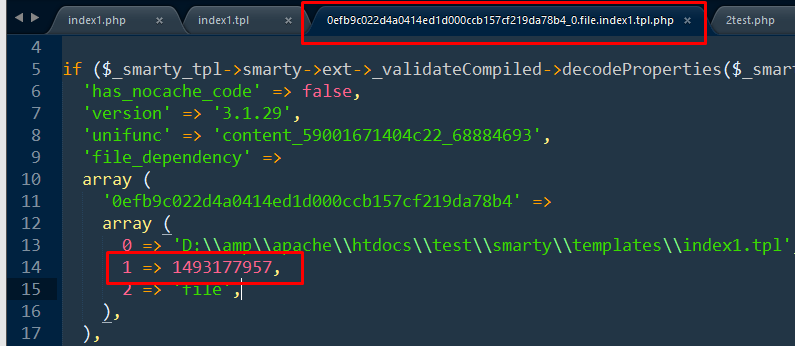 index1.php × index1.tpl × 0efb9c022d4a0414ed1d000ccb157cf219da78b4_0.file.index1.tpl.php × 2test.php
4
5 if ($_smarty_tpl->smarty->ext->_validateCompiled->decodeProperties($_smart
6 'has_nocache_code' => false,
7 'version' => '3.1.29',
8 'unifunc' => 'content_59001671404c22_68884693',
9 'file_dependency' =>
10 array (
11 '0efb9c022d4a0414ed1d000ccb157cf219da78b4' =>
12 array (
13 0 => 'D:\\amp\\apache\\htdocs\\test\\smarty\\templates\\index1.tpl',
14 1 => 1493177957,
15 2 => 'file',
16 ),
17 ),